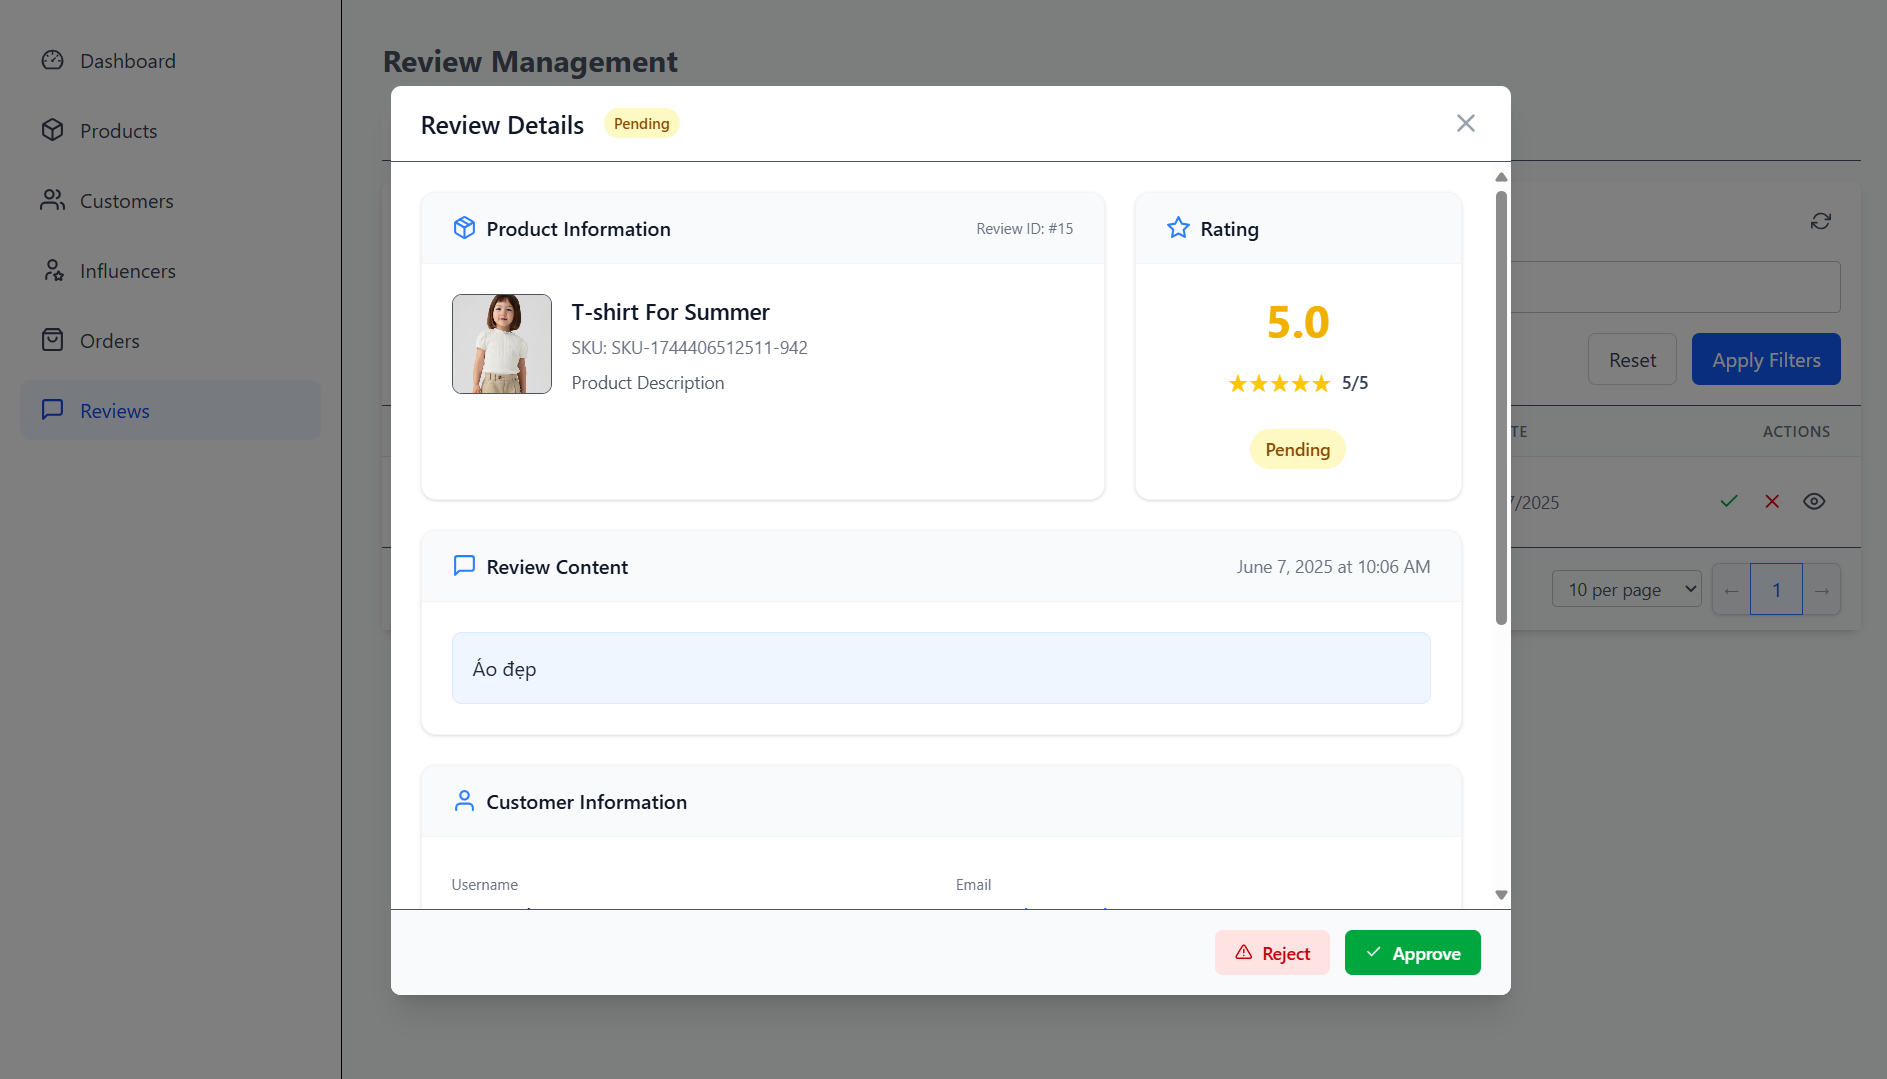 Dashboard
Products
Customers
Influencers
Orders
Reviews
Review Management
Review Details
Pending
Product Information
Review ID: #15
T-shirt For Summer
SKU: SKU-1744406512511-942
Product Description
Rating
5.0
5/5
Pending
Review Content
June 7, 2025 at 10:06 AM
Áo đẹp
Customer Information
Username
Email
Reject
Approve
Reset
Apply Filters
ACTIONS
/2025
10 per page
←
1
→